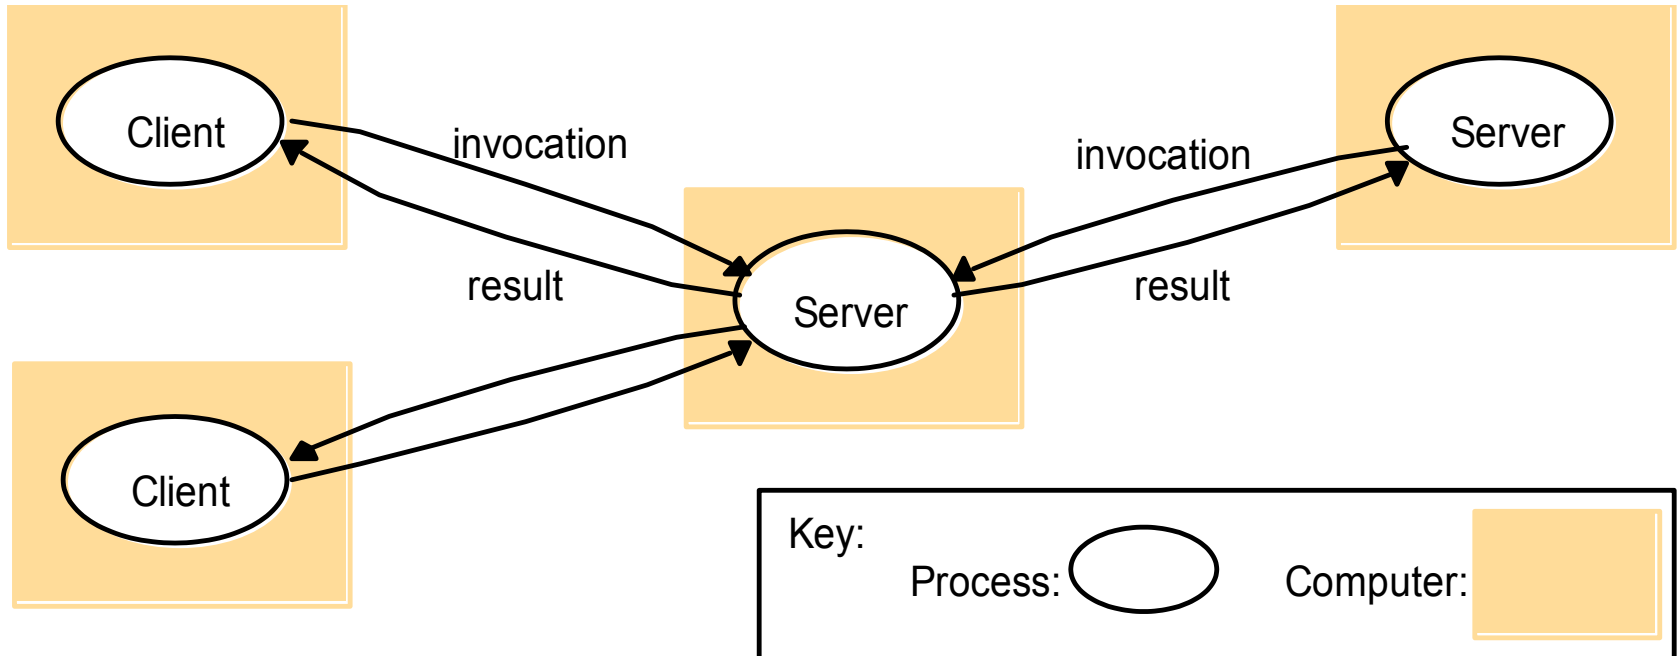 Client
invocation
result
Server
invocation
result
Server
Client
Key:
Process:
Computer: